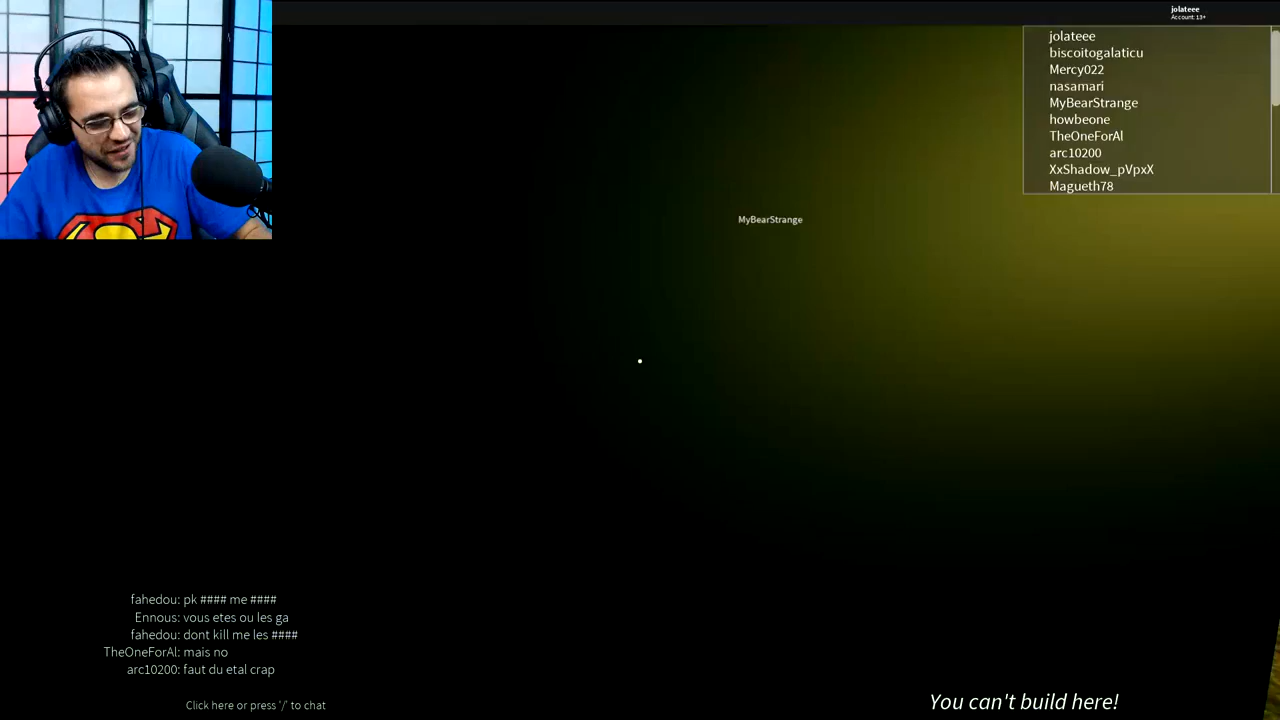 jolateee
Account: 13+
jolateee
biscoitogalaticu
Mercy022
nasamari
MyBearStrange
howbeone
TheOneForAl
arc10200
XxShadow_pVpxX
Magueth78
MyBearStrange
fahedou: pk #### me ####
Ennous: vous etes ou les ga
fahedou: dont kill me les ####
TheOneForAl: mais no
arc10200: faut du etal crap
Click here or press '/' to chat
You can't build here!